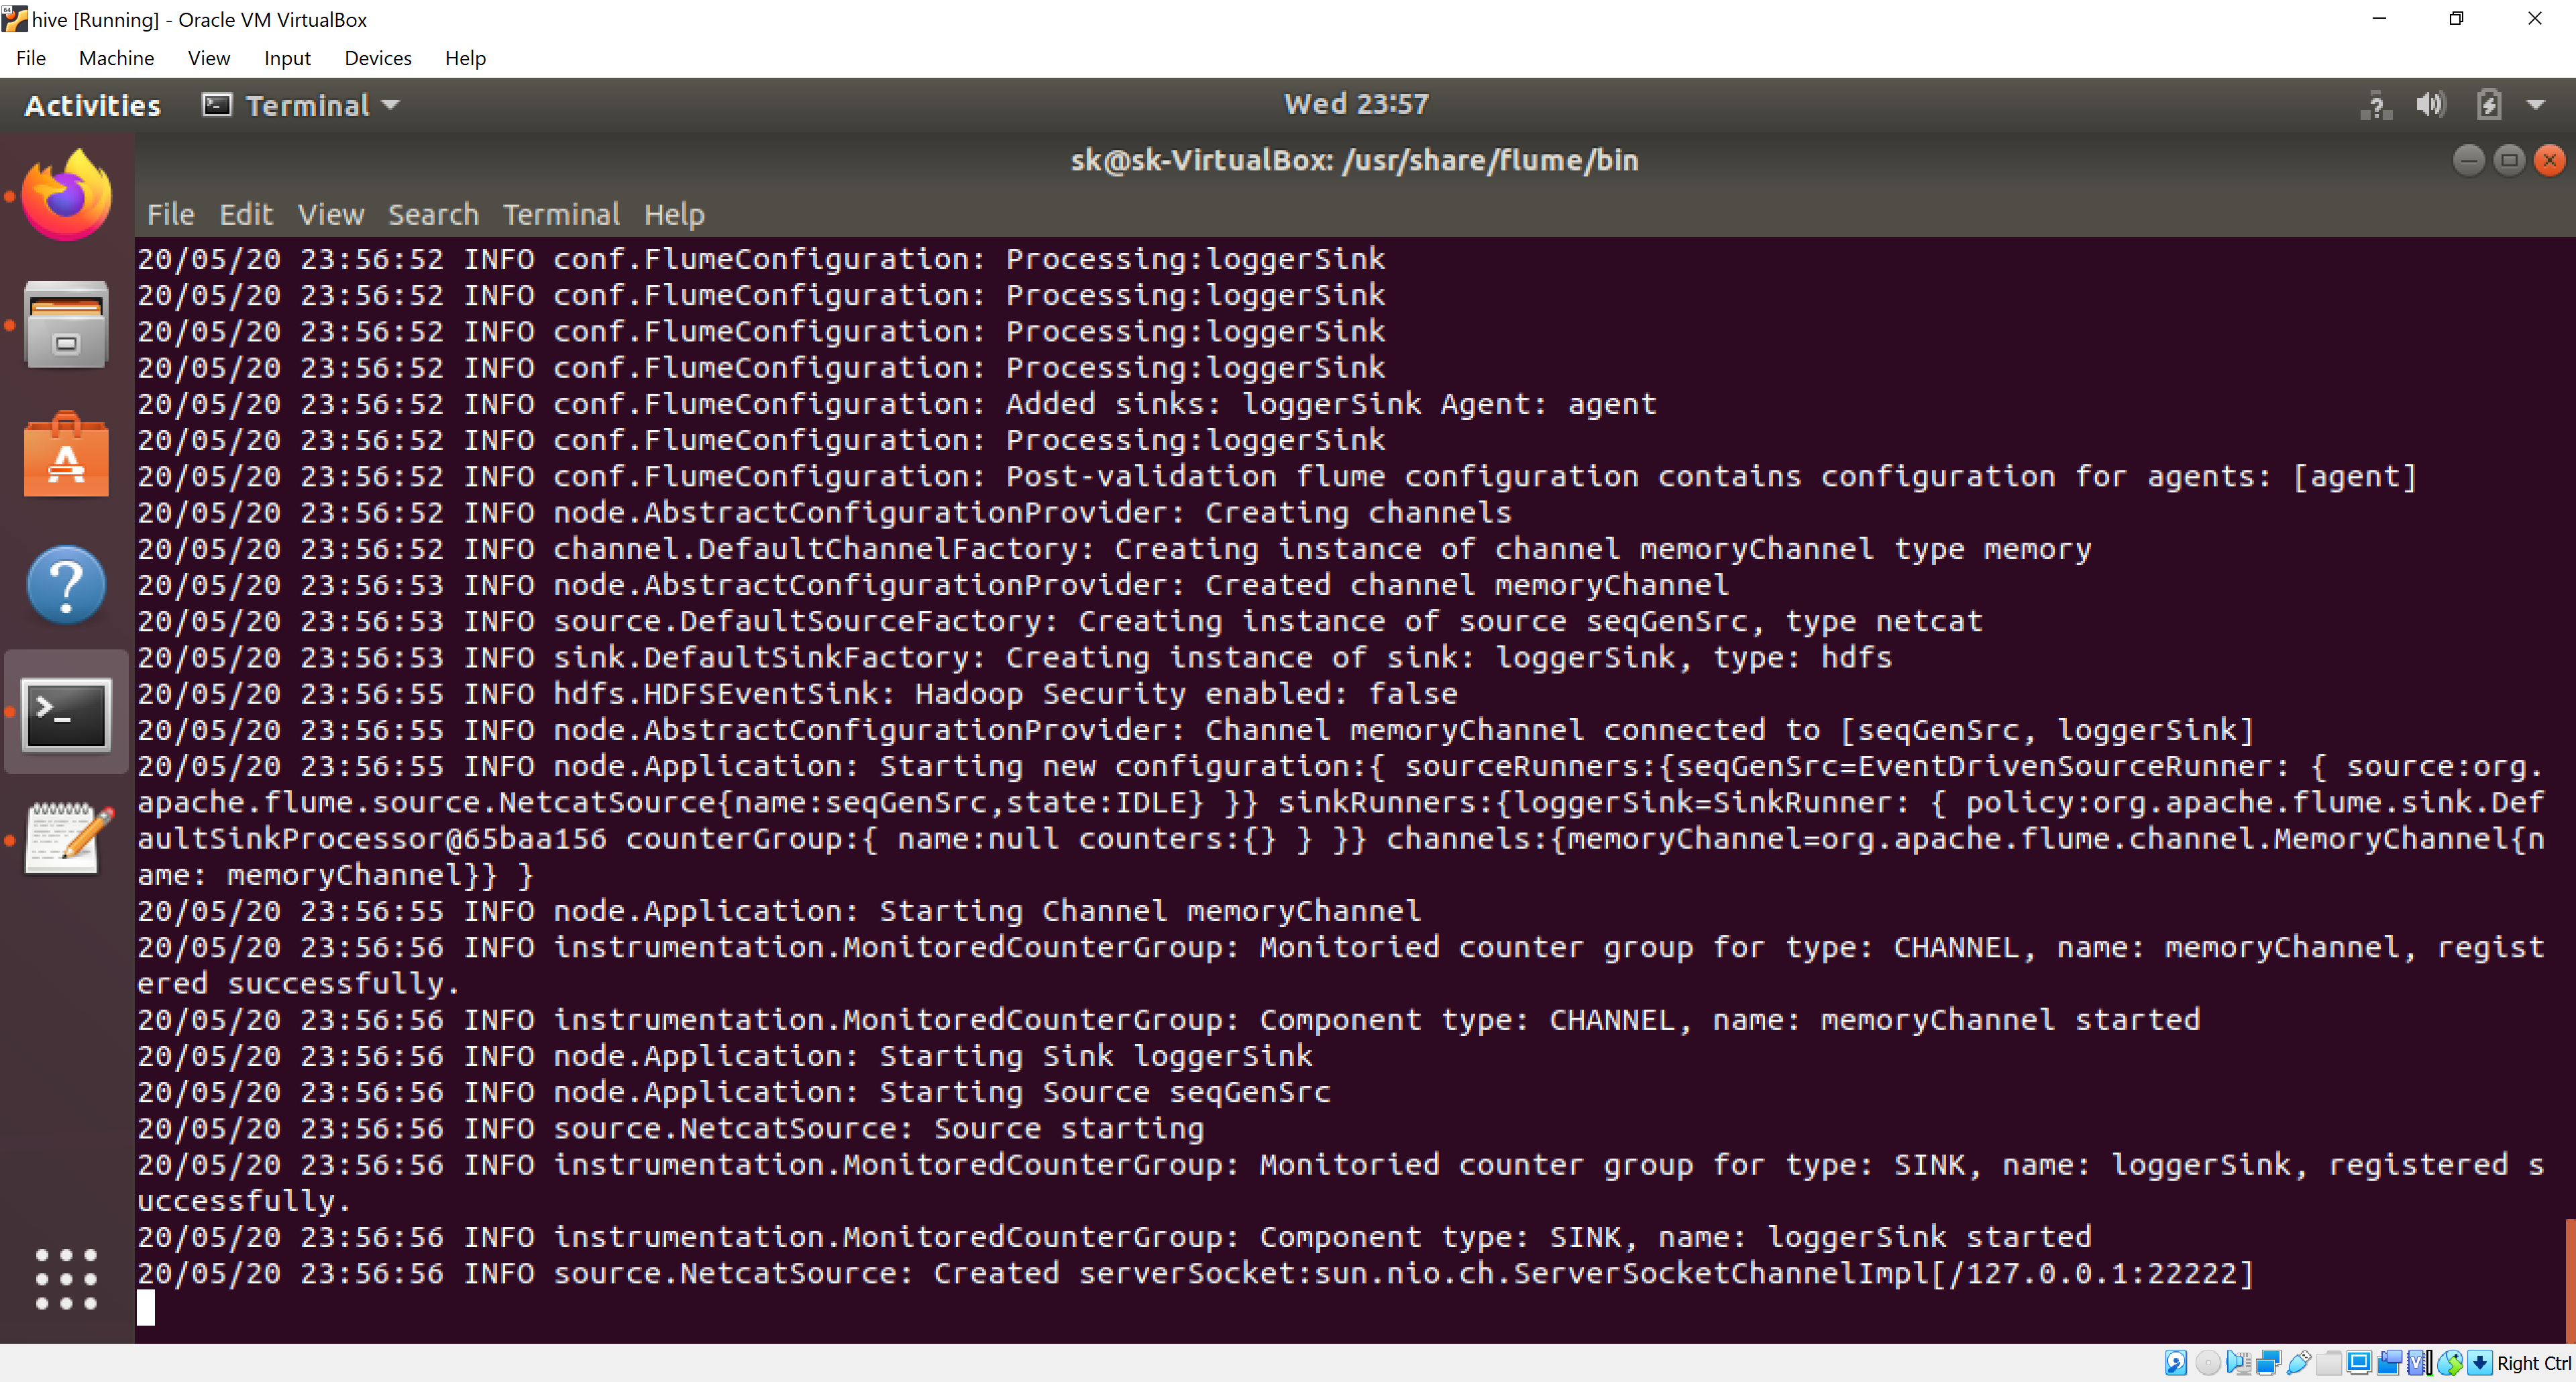 hive [Running] - Oracle VM VirtualBox
File Machine View Input Devices Help
Activities Terminal Wed 23:57
sk@sk-VirtualBox: /usr/share/flume/bin
File Edit View Search Terminal Help
20/05/20 23:56:52 INFO conf.FlumeConfiguration: Processing:loggerSink
20/05/20 23:56:52 INFO conf.FlumeConfiguration: Processing:loggerSink
20/05/20 23:56:52 INFO conf.FlumeConfiguration: Processing:loggerSink
20/05/20 23:56:52 INFO conf.FlumeConfiguration: Processing:loggerSink
20/05/20 23:56:52 INFO conf.FlumeConfiguration: Added sinks: loggerSink Agent: agent
20/05/20 23:56:52 INFO conf.FlumeConfiguration: Processing:loggerSink
20/05/20 23:56:52 INFO conf.FlumeConfiguration: Post-validation flume configuration contains configuration for agents: [agent]
20/05/20 23:56:52 INFO node.AbstractConfigurationProvider: Creating channels
20/05/20 23:56:52 INFO channel.DefaultChannelFactory: Creating instance of channel memoryChannel type memory
20/05/20 23:56:53 INFO node.AbstractConfigurationProvider: Created channel memoryChannel
20/05/20 23:56:53 INFO source.DefaultSourceFactory: Creating instance of source seqGenSrc, type netcat
20/05/20 23:56:53 INFO sink.DefaultSinkFactory: Creating instance of sink: loggerSink, type: hdfs
20/05/20 23:56:55 INFO hdfs.HDFSEventSink: Hadoop Security enabled: false
20/05/20 23:56:55 INFO node.AbstractConfigurationProvider: Channel memoryChannel connected to [seqGenSrc, loggerSink]
20/05/20 23:56:55 INFO node.Application: Starting new configuration:{ sourceRunners:{seqGenSrc=EventDrivenSourceRunner: { source:org.
apache.flume.source.NetcatSource{name:seqGenSrc,state:IDLE} }} sinkRunners:{loggerSink=SinkRunner: { policy:org.apache.flume.sink.Def
aultSinkProcessor@65baa156 counterGroup:{ name:null counters:{} } }} channels:{memoryChannel=org.apache.flume.channel.MemoryChannel{n
ame: memoryChannel}} }
20/05/20 23:56:55 INFO node.Application: Starting Channel memoryChannel
20/05/20 23:56:56 INFO instrumentation.MonitoredCounterGroup: Monitoried counter group for type: CHANNEL, name: memoryChannel, regist
ered successfully.
20/05/20 23:56:56 INFO instrumentation.MonitoredCounterGroup: Component type: CHANNEL, name: memoryChannel started
20/05/20 23:56:56 INFO node.Application: Starting Sink loggerSink
20/05/20 23:56:56 INFO node.Application: Starting Source seqGenSrc
20/05/20 23:56:56 INFO source.NetcatSource: Source starting
20/05/20 23:56:56 INFO instrumentation.MonitoredCounterGroup: Monitoried counter group for type: SINK, name: loggerSink, registered s
uccessfully.
20/05/20 23:56:56 INFO instrumentation.MonitoredCounterGroup: Component type: SINK, name: loggerSink started
20/05/20 23:56:56 INFO source.NetcatSource: Created serverSocket:sun.nio.ch.ServerSocketChannelImpl[/127.0.0.1:22222]
Right Ctrl